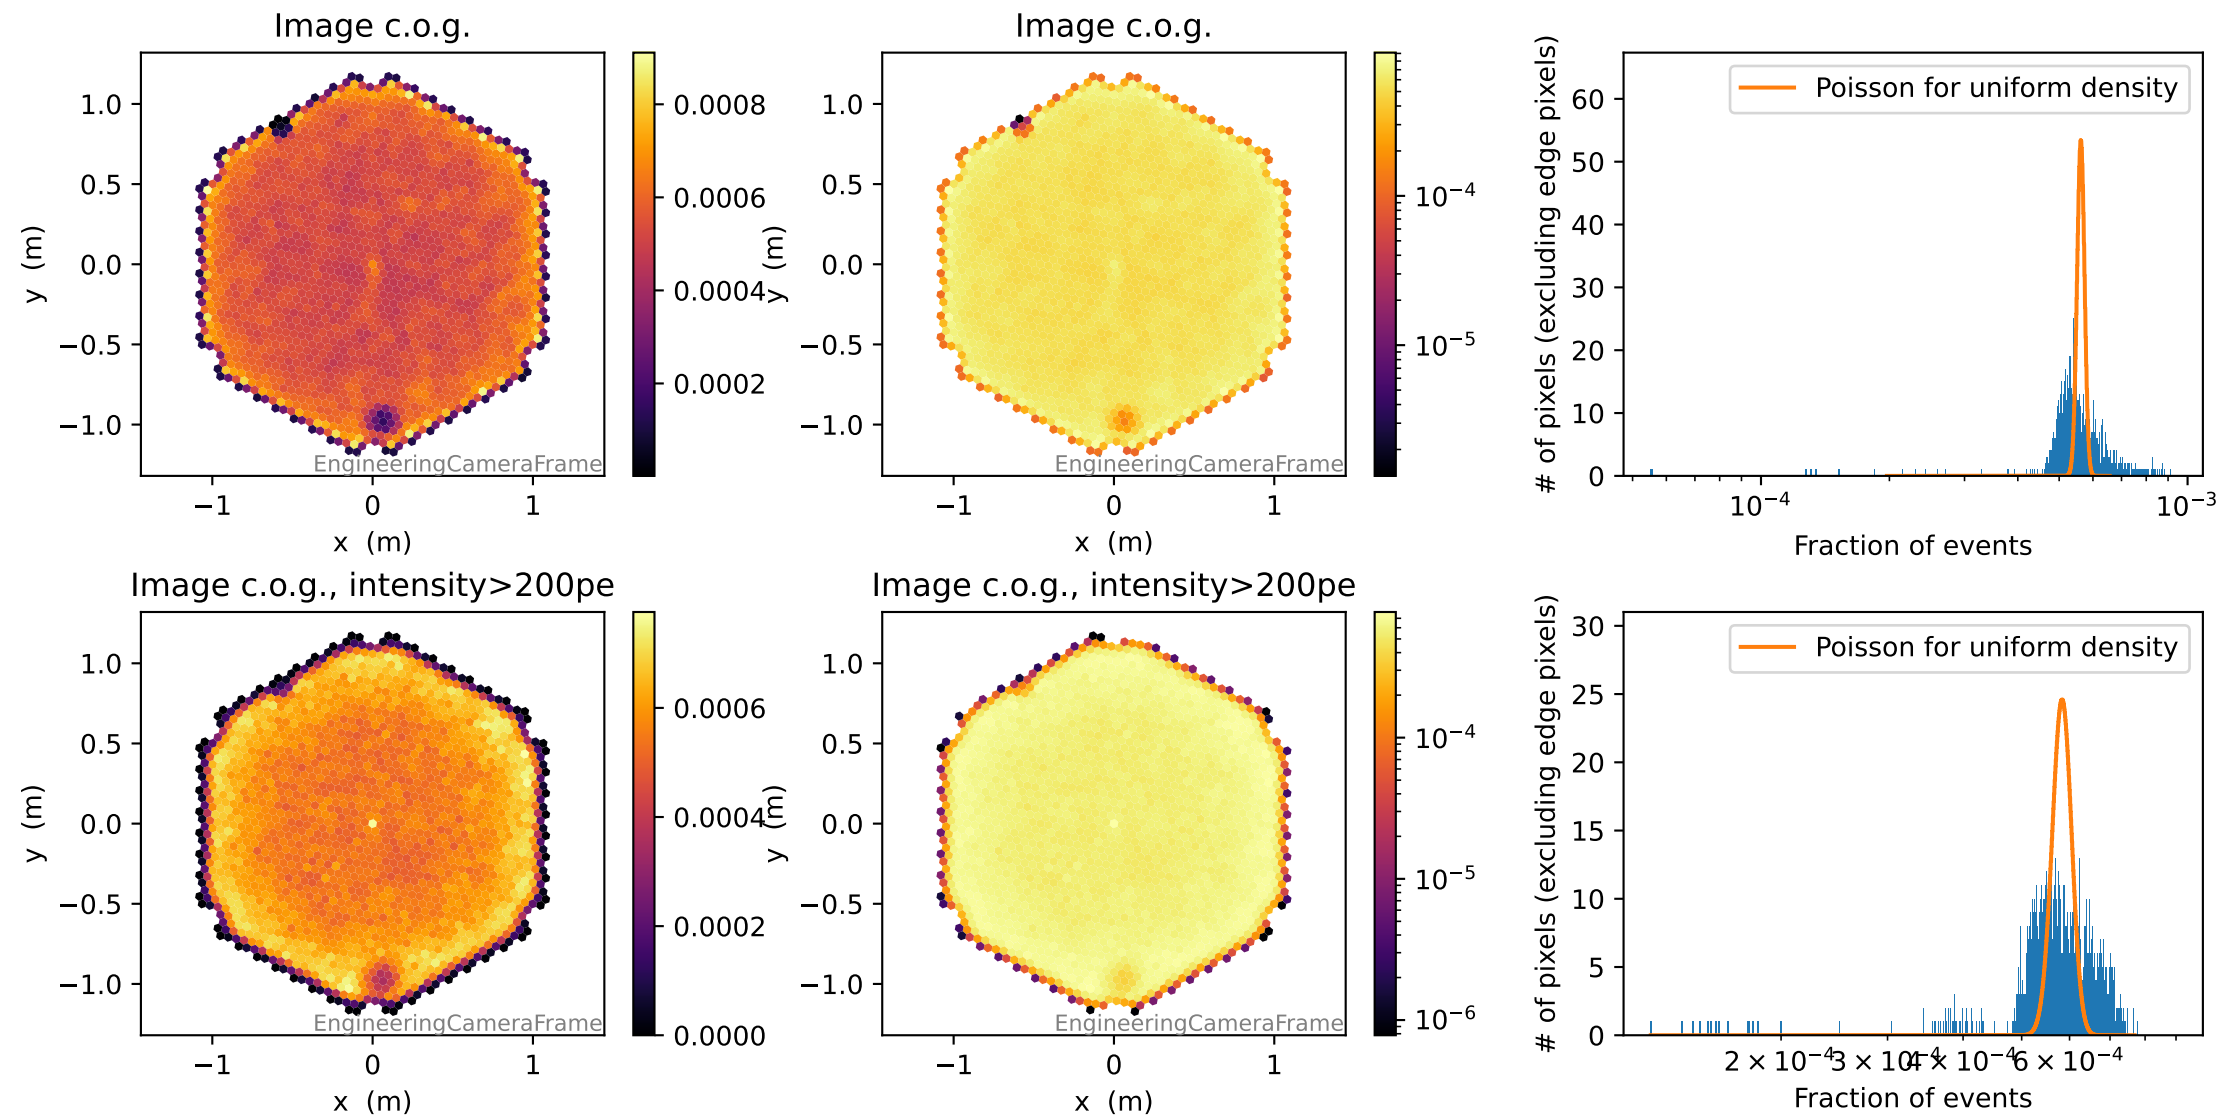 Image c.o.g.
1.0
0.5
0.0
−0.5
−1.0
y (m)
−1
0
1
x (m)
EngineeringCameraFrame
0.0008
0.0006
0.0004
0.0002
Image c.o.g.
1.0
0.5
0.0
−0.5
−1.0
y (m)
−1
0
1
x (m)
EngineeringCameraFrame
10⁻⁴
10⁻⁵
# of pixels (excluding edge pixels)
60
50
40
30
20
10
0
Poisson for uniform density
10⁻⁴
10⁻³
Fraction of events
Image c.o.g., intensity>200pe
1.0
0.5
0.0
−0.5
−1.0
y (m)
−1
0
1
x (m)
EngineeringCameraFrame
0.0006
0.0004
0.0002
0.0000
Image c.o.g., intensity>200pe
1.0
0.5
0.0
−0.5
−1.0
y (m)
−1
0
1
x (m)
EngineeringCameraFrame
10⁻⁴
10⁻⁵
10⁻⁶
# of pixels (excluding edge pixels)
30
25
20
15
10
5
0
Poisson for uniform density
2 × 10⁻⁴
3 × 10⁻⁴
4 × 10⁻⁴
6 × 10⁻⁴
Fraction of events